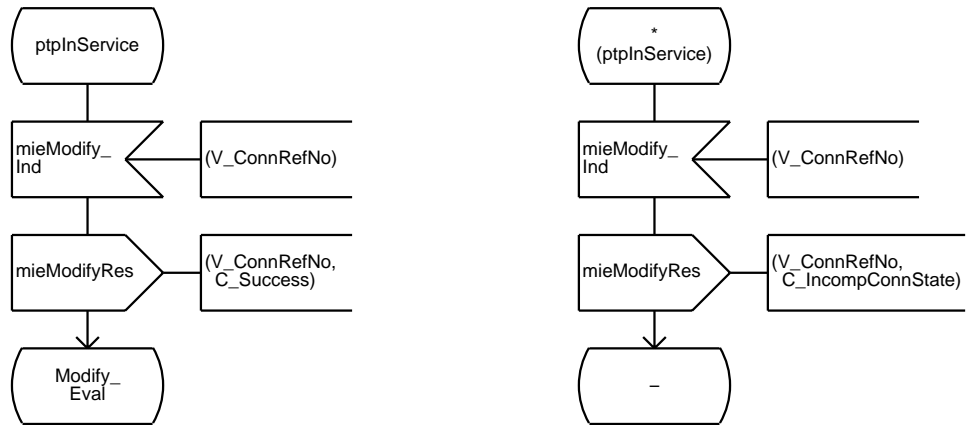 ptpInService
mieModify_
Ind
(V_ConnRefNo)
mieModifyRes
(V_ConnRefNo,
C_Success)
Modify_
Eval
*
(ptpInService)
mieModify_
Ind
(V_ConnRefNo)
mieModifyRes
(V_ConnRefNo,
C_IncompConnState)
–